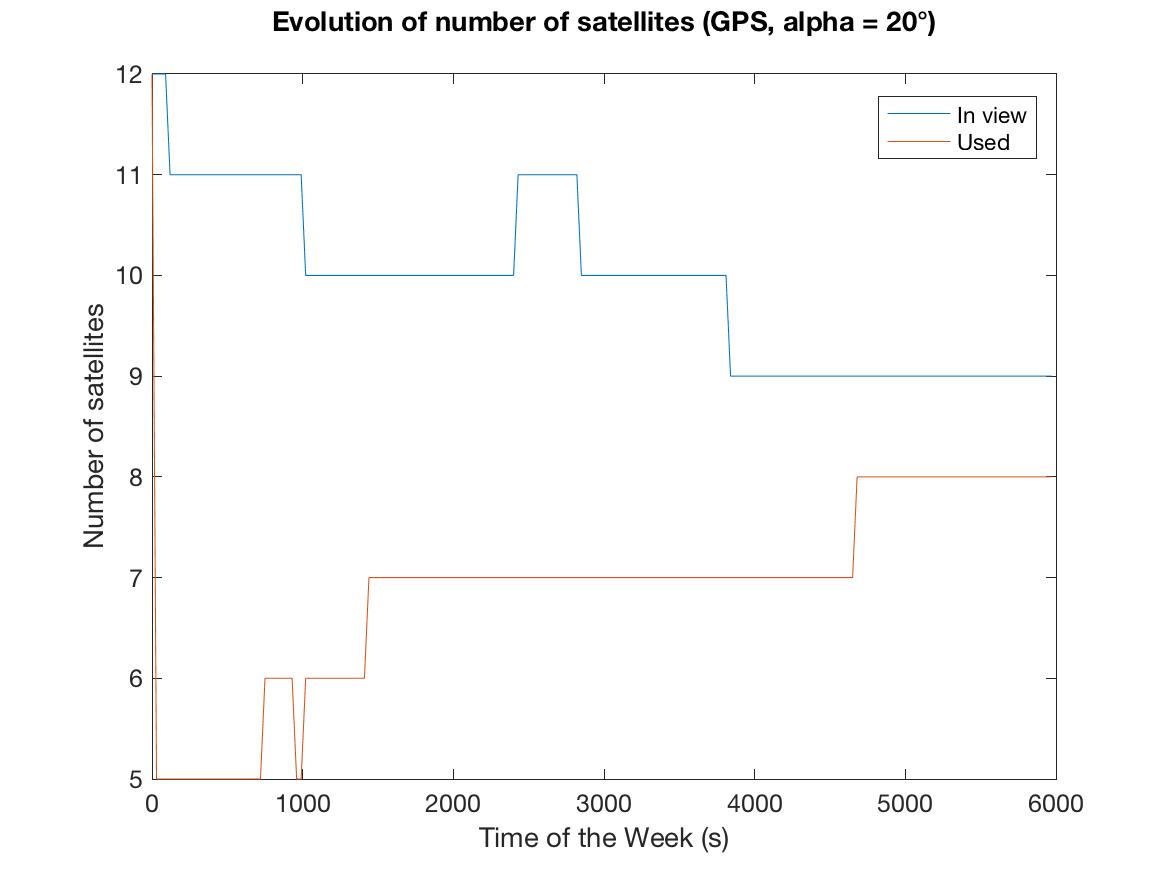 Evolution of number of satellites (GPS, alpha = 20°)
12
11
10
9
8
7
6
5
Number of satellites
In view
Used
0 1000 2000 3000 4000 5000 6000
Time of the Week (s)